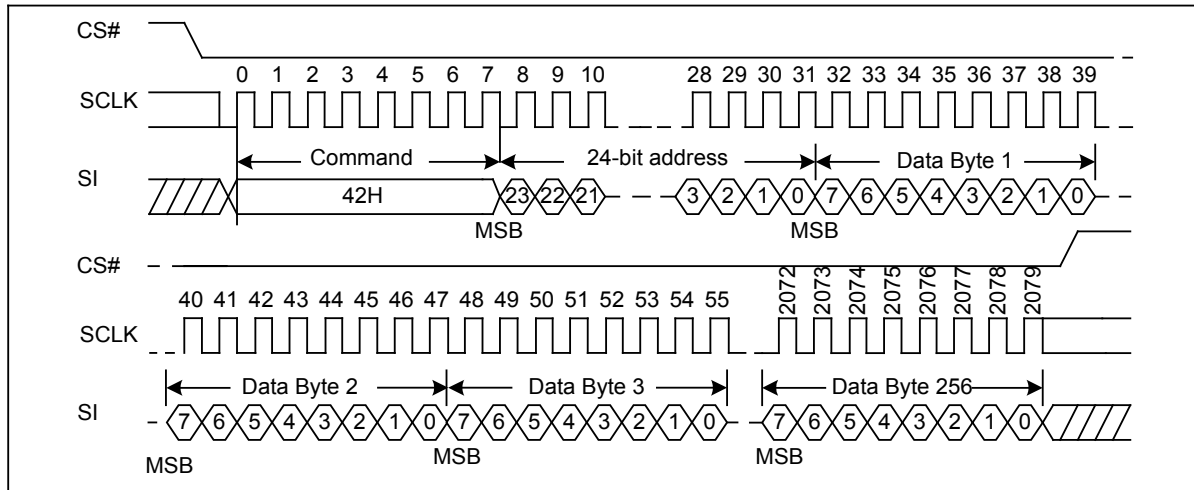 CS#
0 1 2 3 4 5 6 7 8 9 10 28 29 30 31 32 33 34 35 36 37 38 39
SCLK
Command 24-bit address Data Byte 1
SI
42H 23 22 21 3 2 1 0 7 6 5 4 3 2 1 0
MSB MSB
CS#
40 41 42 43 44 45 46 47 48 49 50 51 52 53 54 55 2072 2073 2074 2075 2076 2077 2078 2079
SCLK
Data Byte 2 Data Byte 3 Data Byte 256
SI
7 6 5 4 3 2 1 0 7 6 5 4 3 2 1 0 7 6 5 4 3 2 1 0
MSB MSB MSB